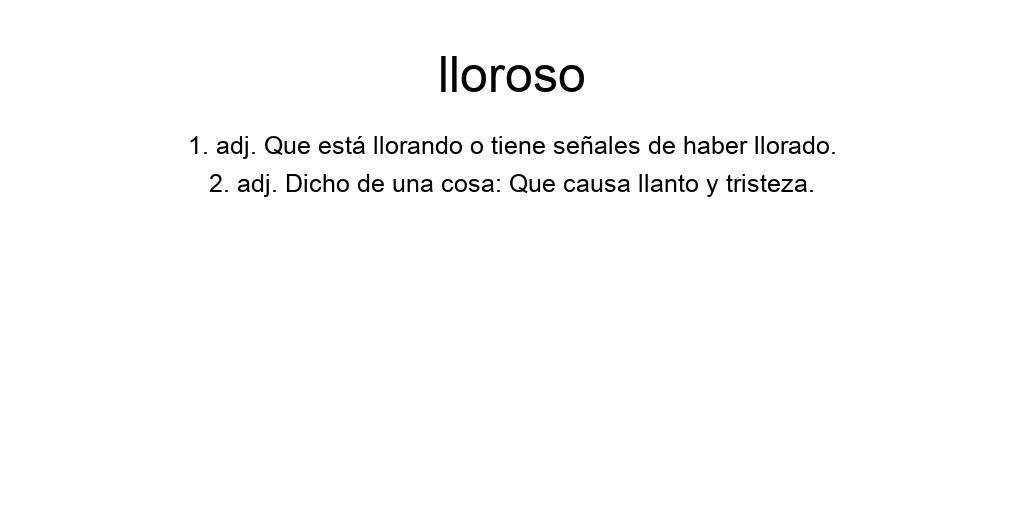 lloroso
1. adj. Que está llorando o tiene señales de haber llorado.
2. adj. Dicho de una cosa: Que causa llanto y tristeza.